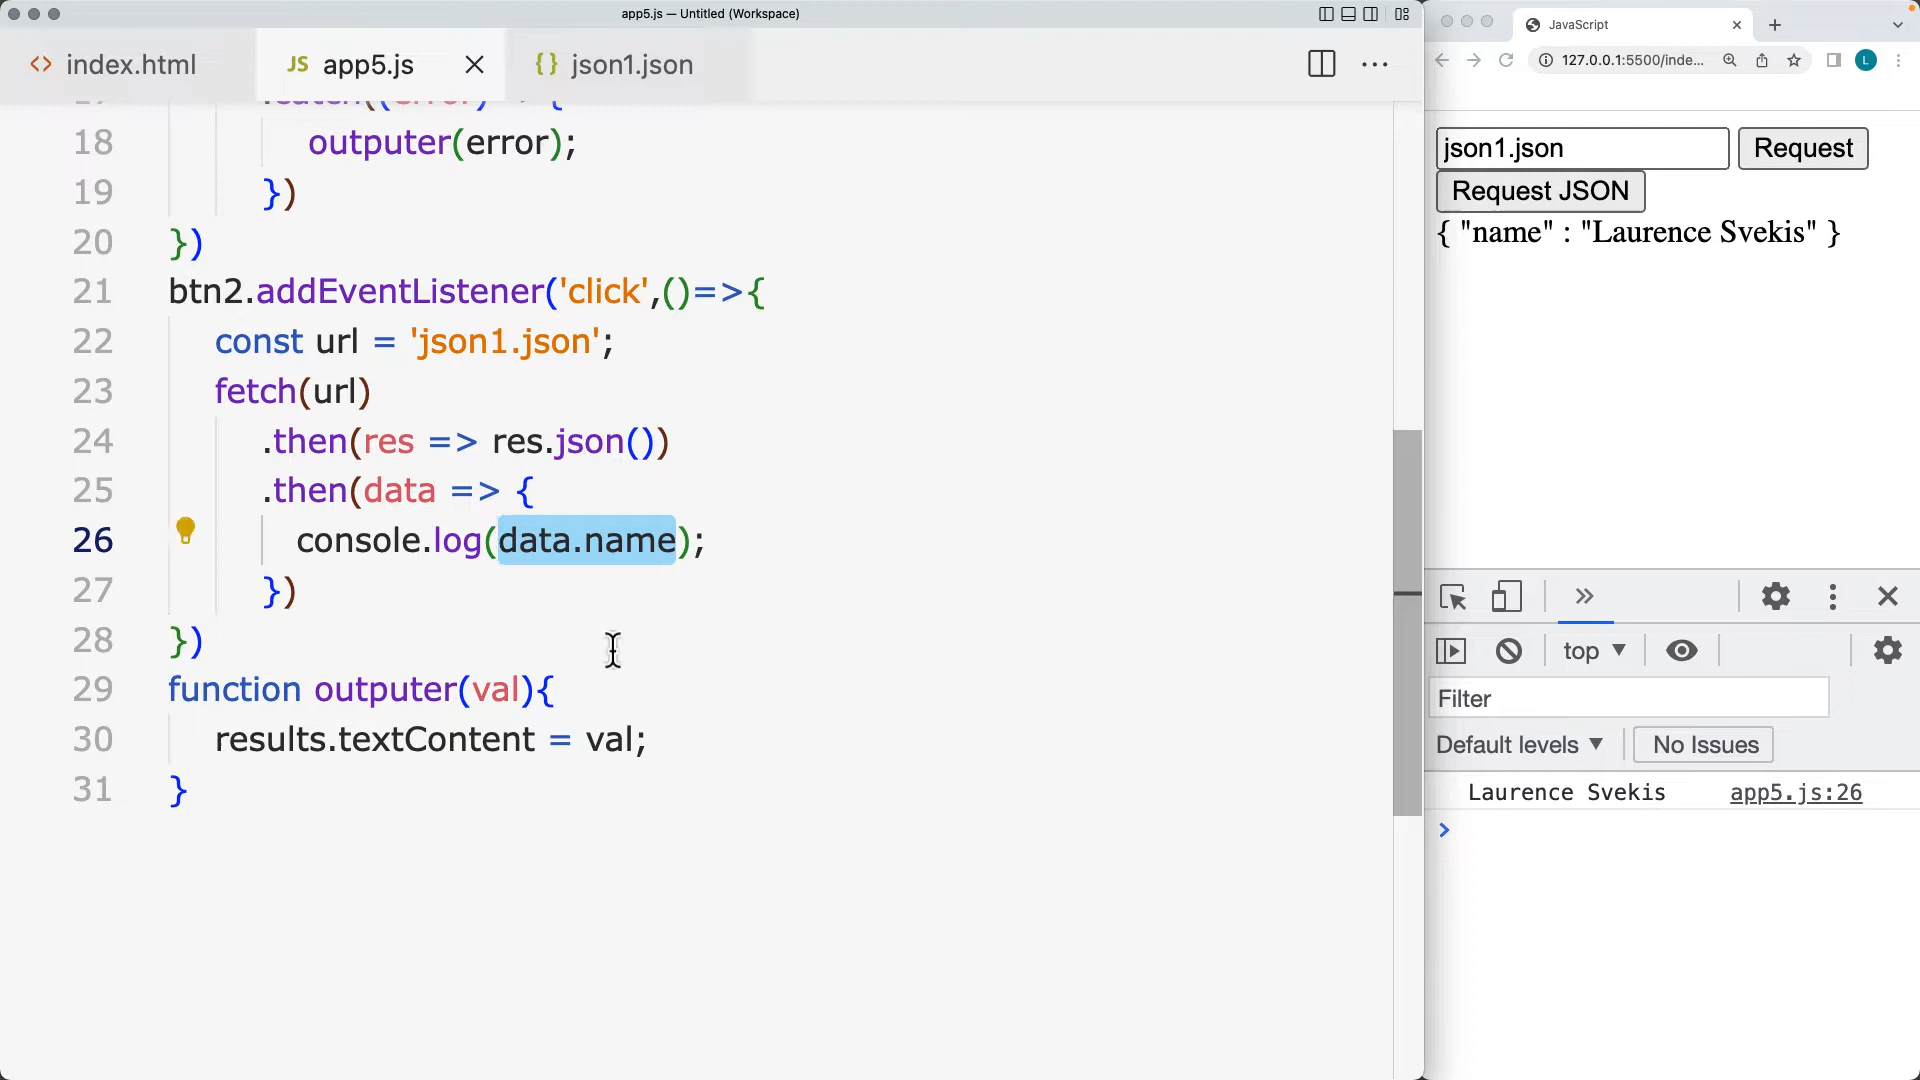 app5.js — Untitled (Workspace)
index.html
JS app5.js
{} json1.json
.catch((error) => {
18 outputer(error);
19 })
20 })
21 btn2.addEventListener('click',()=>{
22 const url = 'json1.json';
23 fetch(url)
24 .then(res => res.json())
25 .then(data => {
26 console.log(data.name);
27 })
28 })
29 function outputer(val){
30 results.textContent = val;
31 }
JavaScript
127.0.0.1:5500/inde...
L
json1.json
Request
Request JSON
{ "name" : "Laurence Svekis" }
top
Filter
Default levels
No Issues
Laurence Svekis app5.js:26